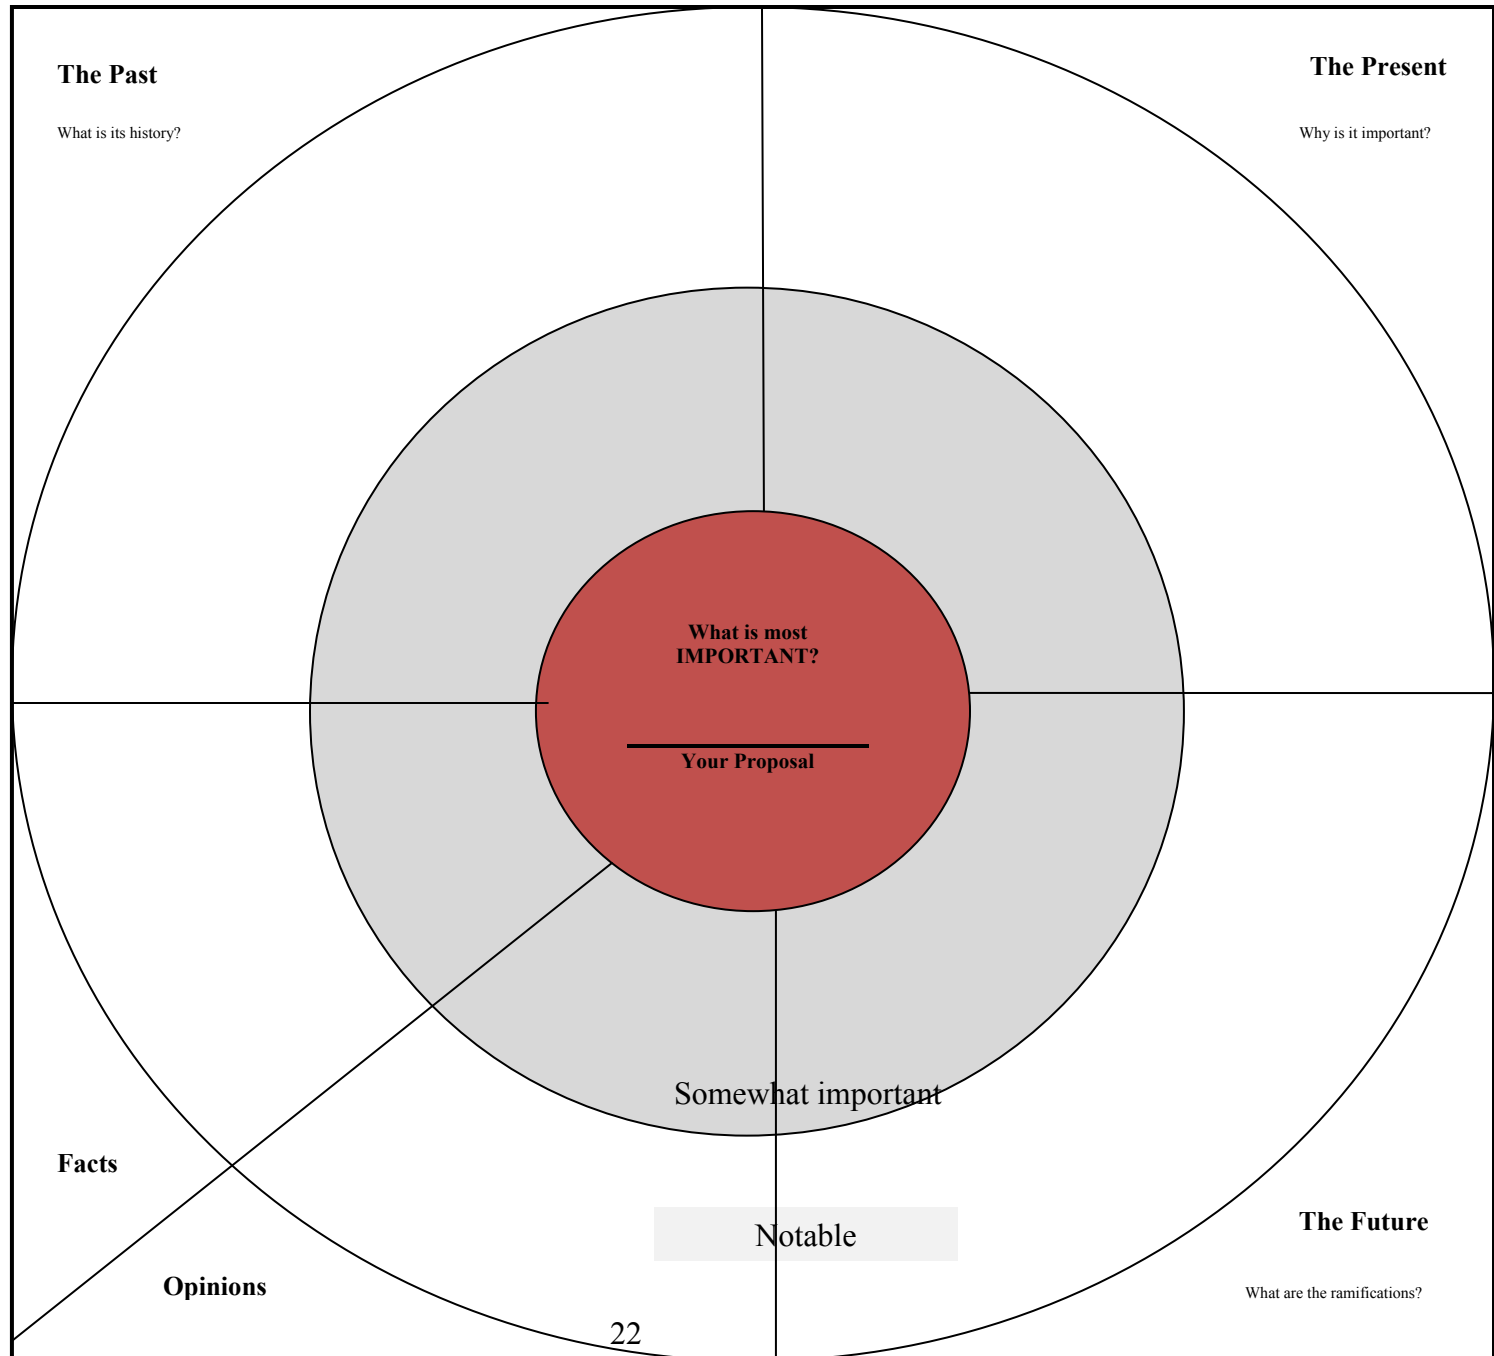 The Past
The Present
What is its history?
Why is it important?
What is most
IMPORTANT?
Your Proposal
Somewhat important
Facts
Notable
The Future
Opinions
What are the ramifications?
22